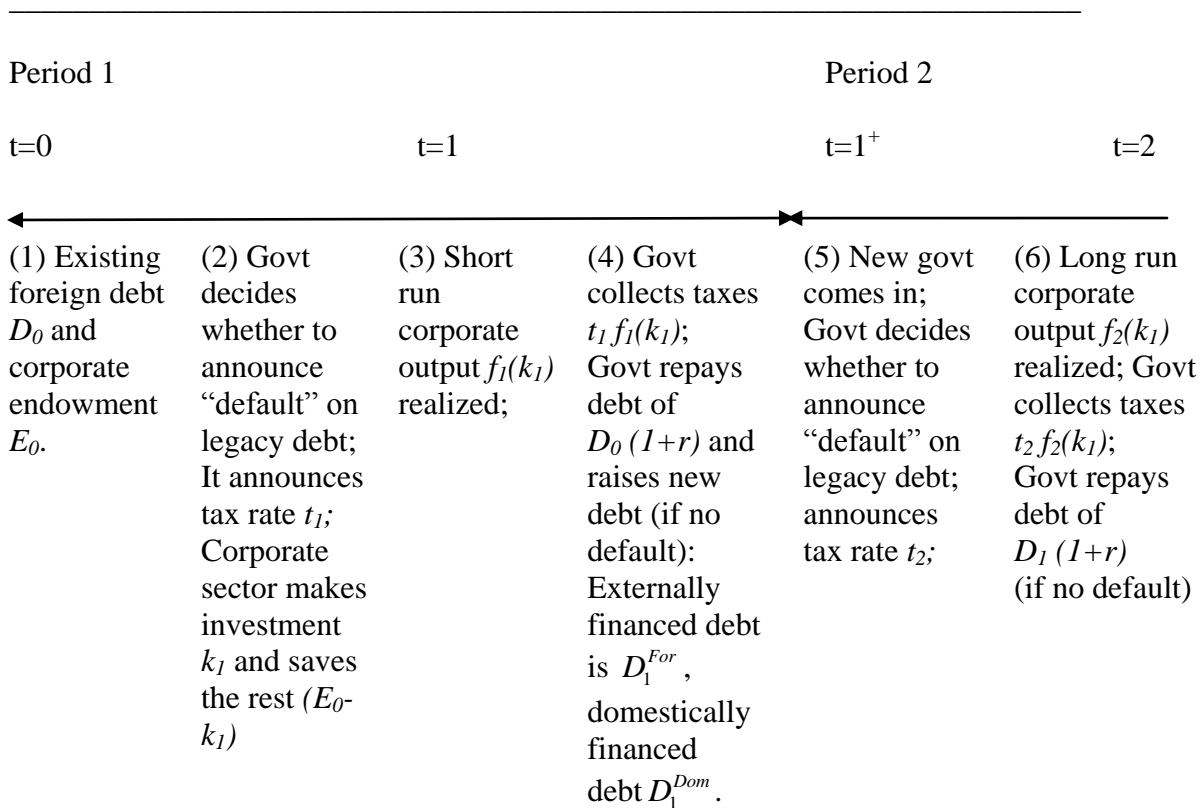 Period 1 Period 2
t=0 t=1 t=1⁺ t=2
(1) Existing
foreign debt
D₀ and
corporate
endowment
E₀.
(2) Govt
decides
whether to
announce
“default” on
legacy debt;
It announces
tax rate t₁;
Corporate
sector makes
investment
k₁ and saves
the rest (E₀-
k₁)
(3) Short
run
corporate
output f₁(k₁)
realized;
(4) Govt
collects taxes
t₁ f₁(k₁);
Govt repays
debt of
D₀ (1+r) and
raises new
debt (if no
default):
Externally
financed debt
is D₁^For ,
domestically
financed
debt D₁^Dom .
(5) New govt
comes in;
Govt decides
whether to
announce
“default” on
legacy debt;
announces
tax rate t₂;
(6) Long run
corporate
output f₂(k₁)
realized; Govt
collects taxes
t₂ f₂(k₁);
Govt repays
debt of
D₁ (1+r)
(if no default)